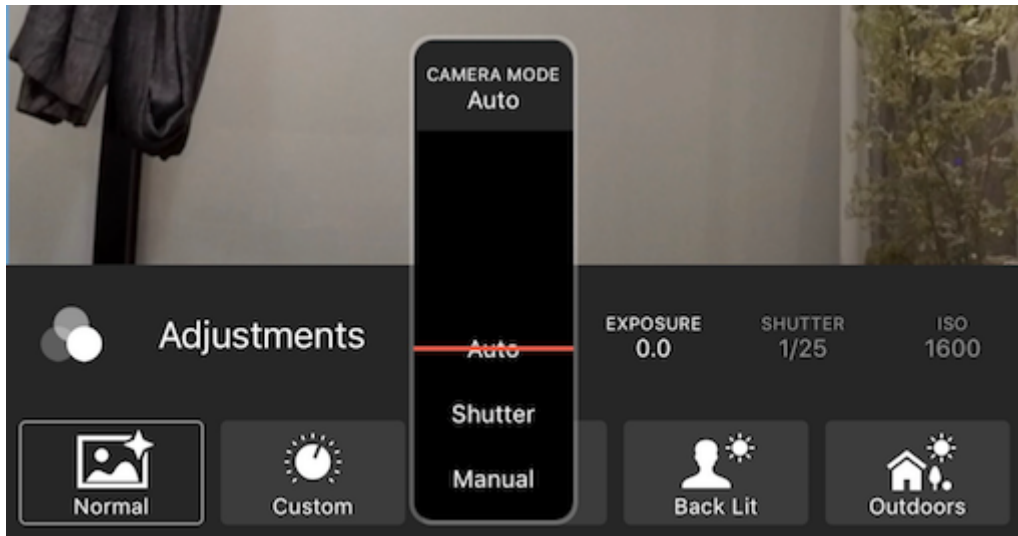 CAMERA MODE
Auto
Auto
Shutter
Manual
Adjustments
EXPOSURE
0.0
SHUTTER
1/25
ISO
1600
Normal
Custom
Back Lit
Outdoors